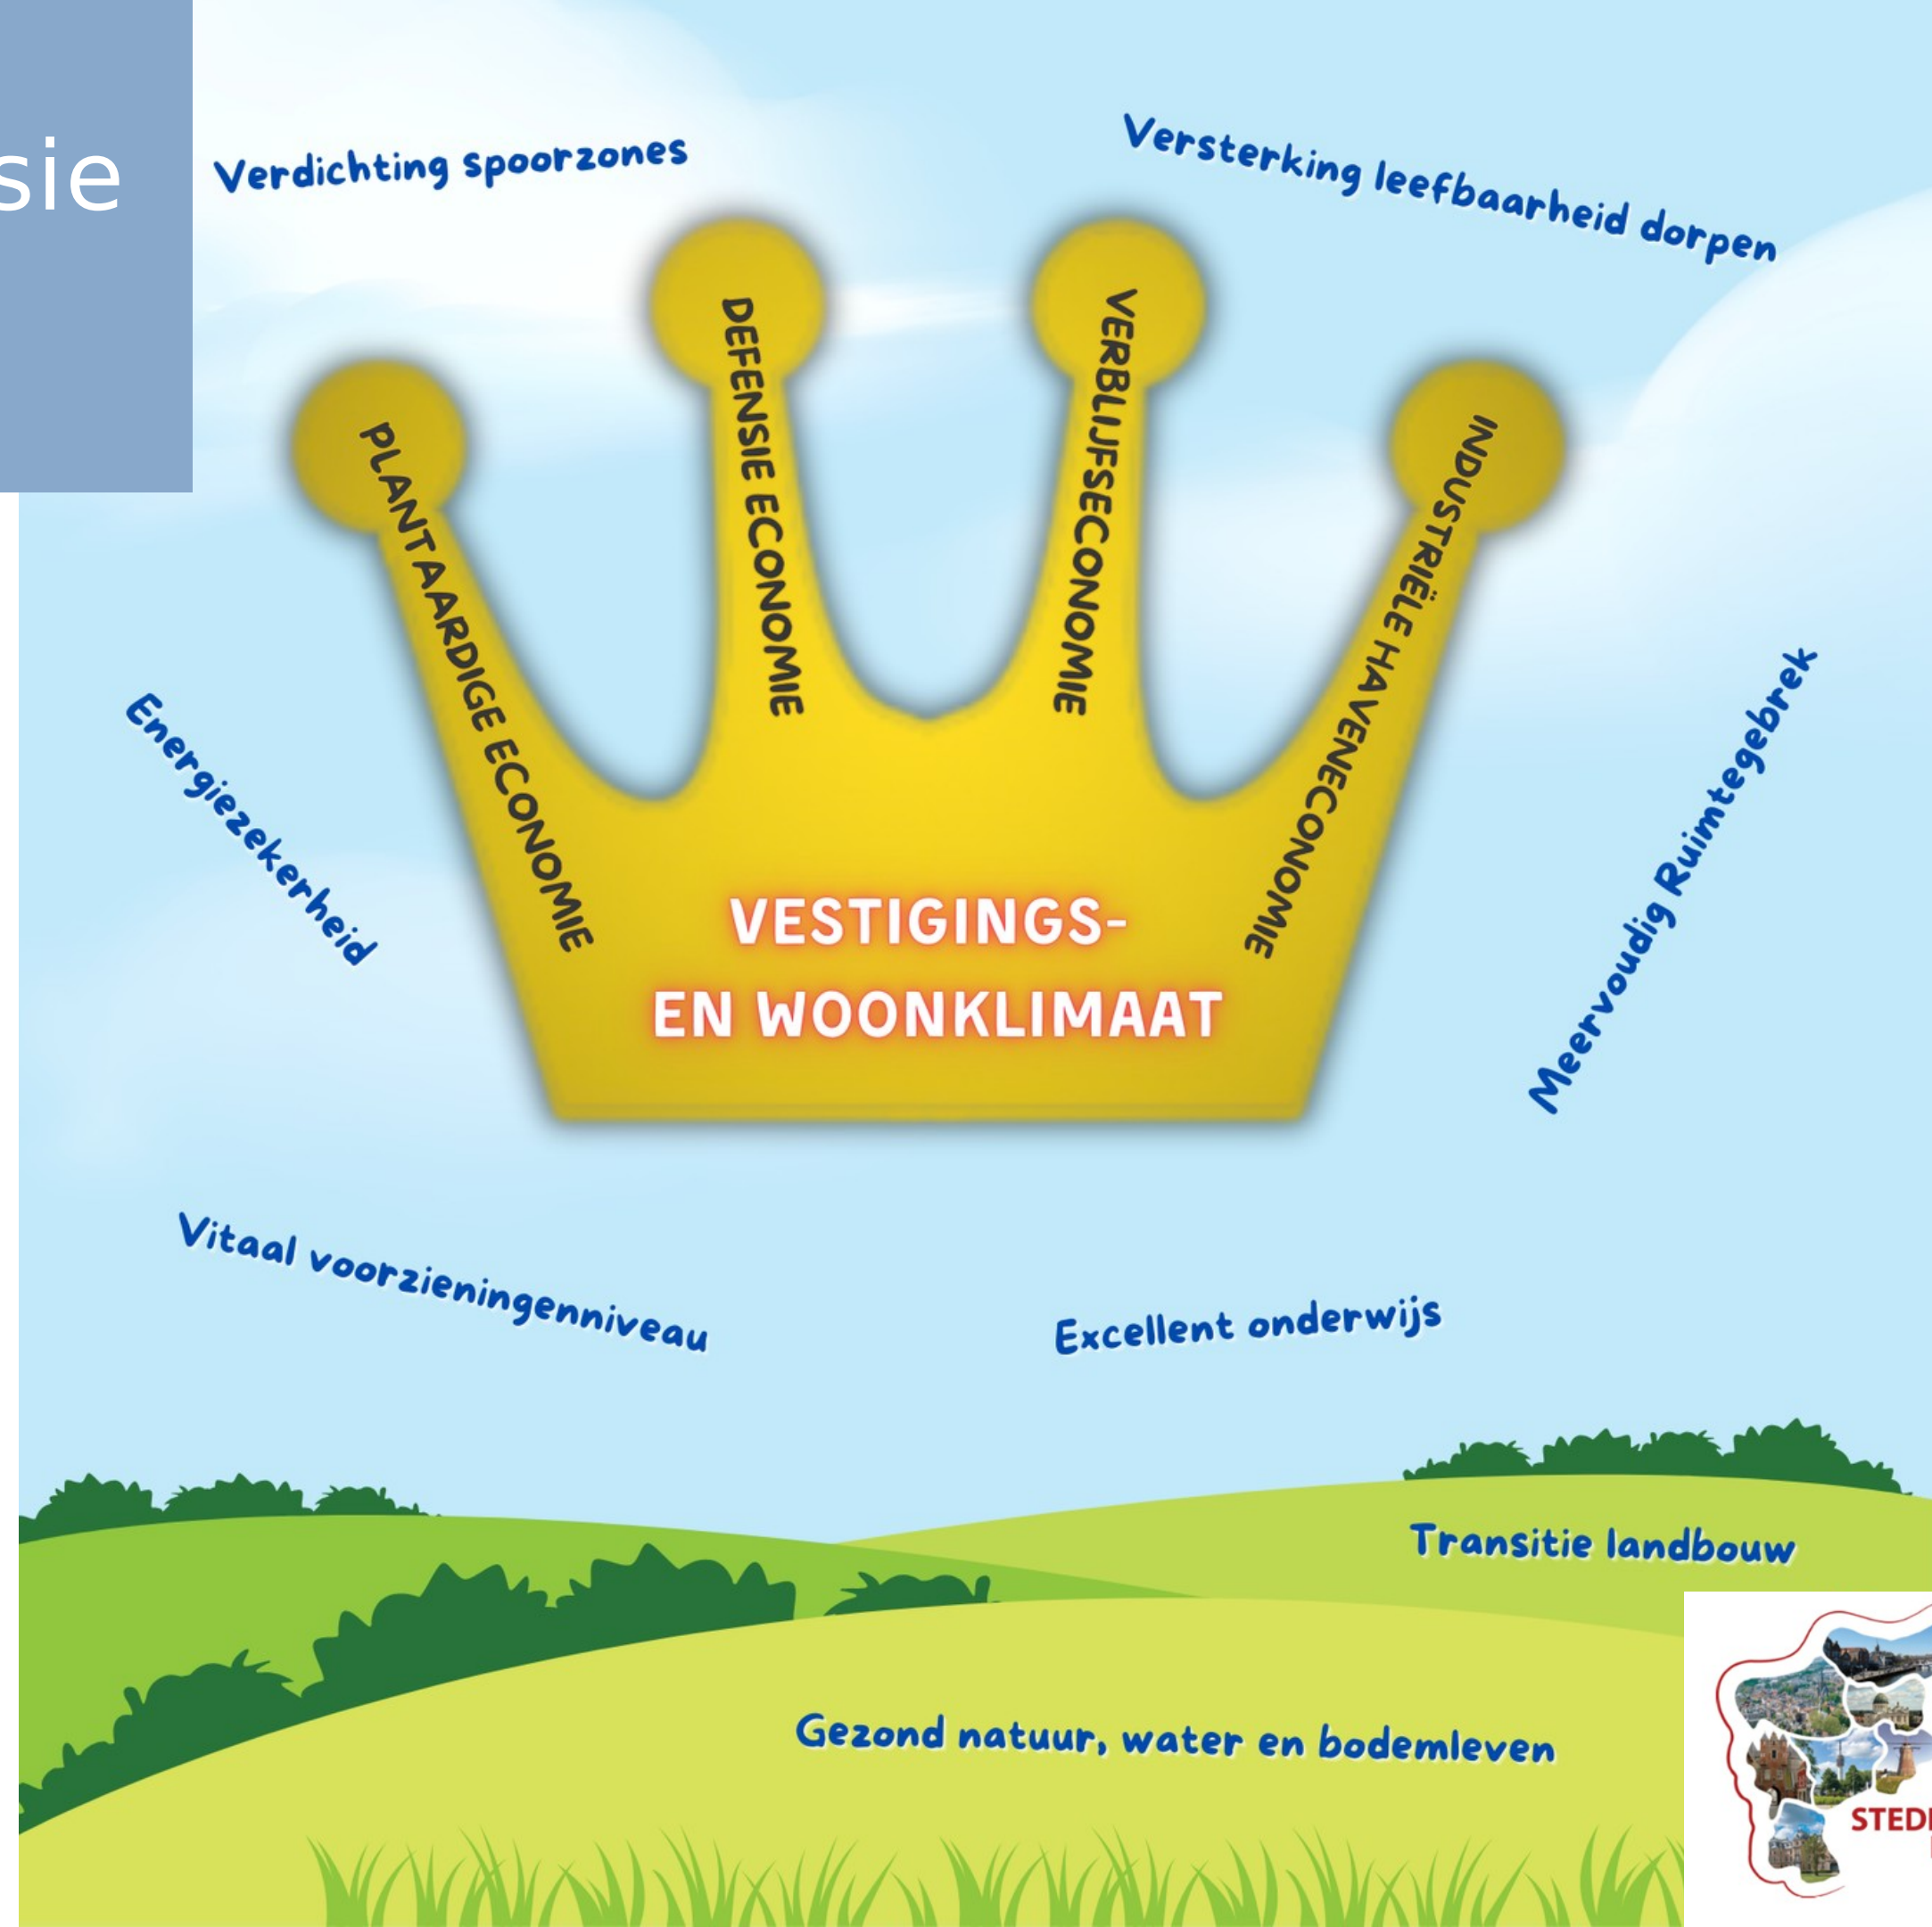 sie
Verdichting spoorzones
Versterking leefbaarheid dorpen
PLANTAARDIGE ECONOMIE
DEFENSIE ECONOMIE
VERBLIJFSECONOMIE
INDUSTRIËLE HAVENECONOMIE
Energiezekerheid
Meervoudig Ruimtegebrek
VESTIGINGS-
EN WOONKLIMAAT
Vitaal voorzieningenniveau
Excellent onderwijs
Transitie landbouw
Gezond natuur, water en bodemleven